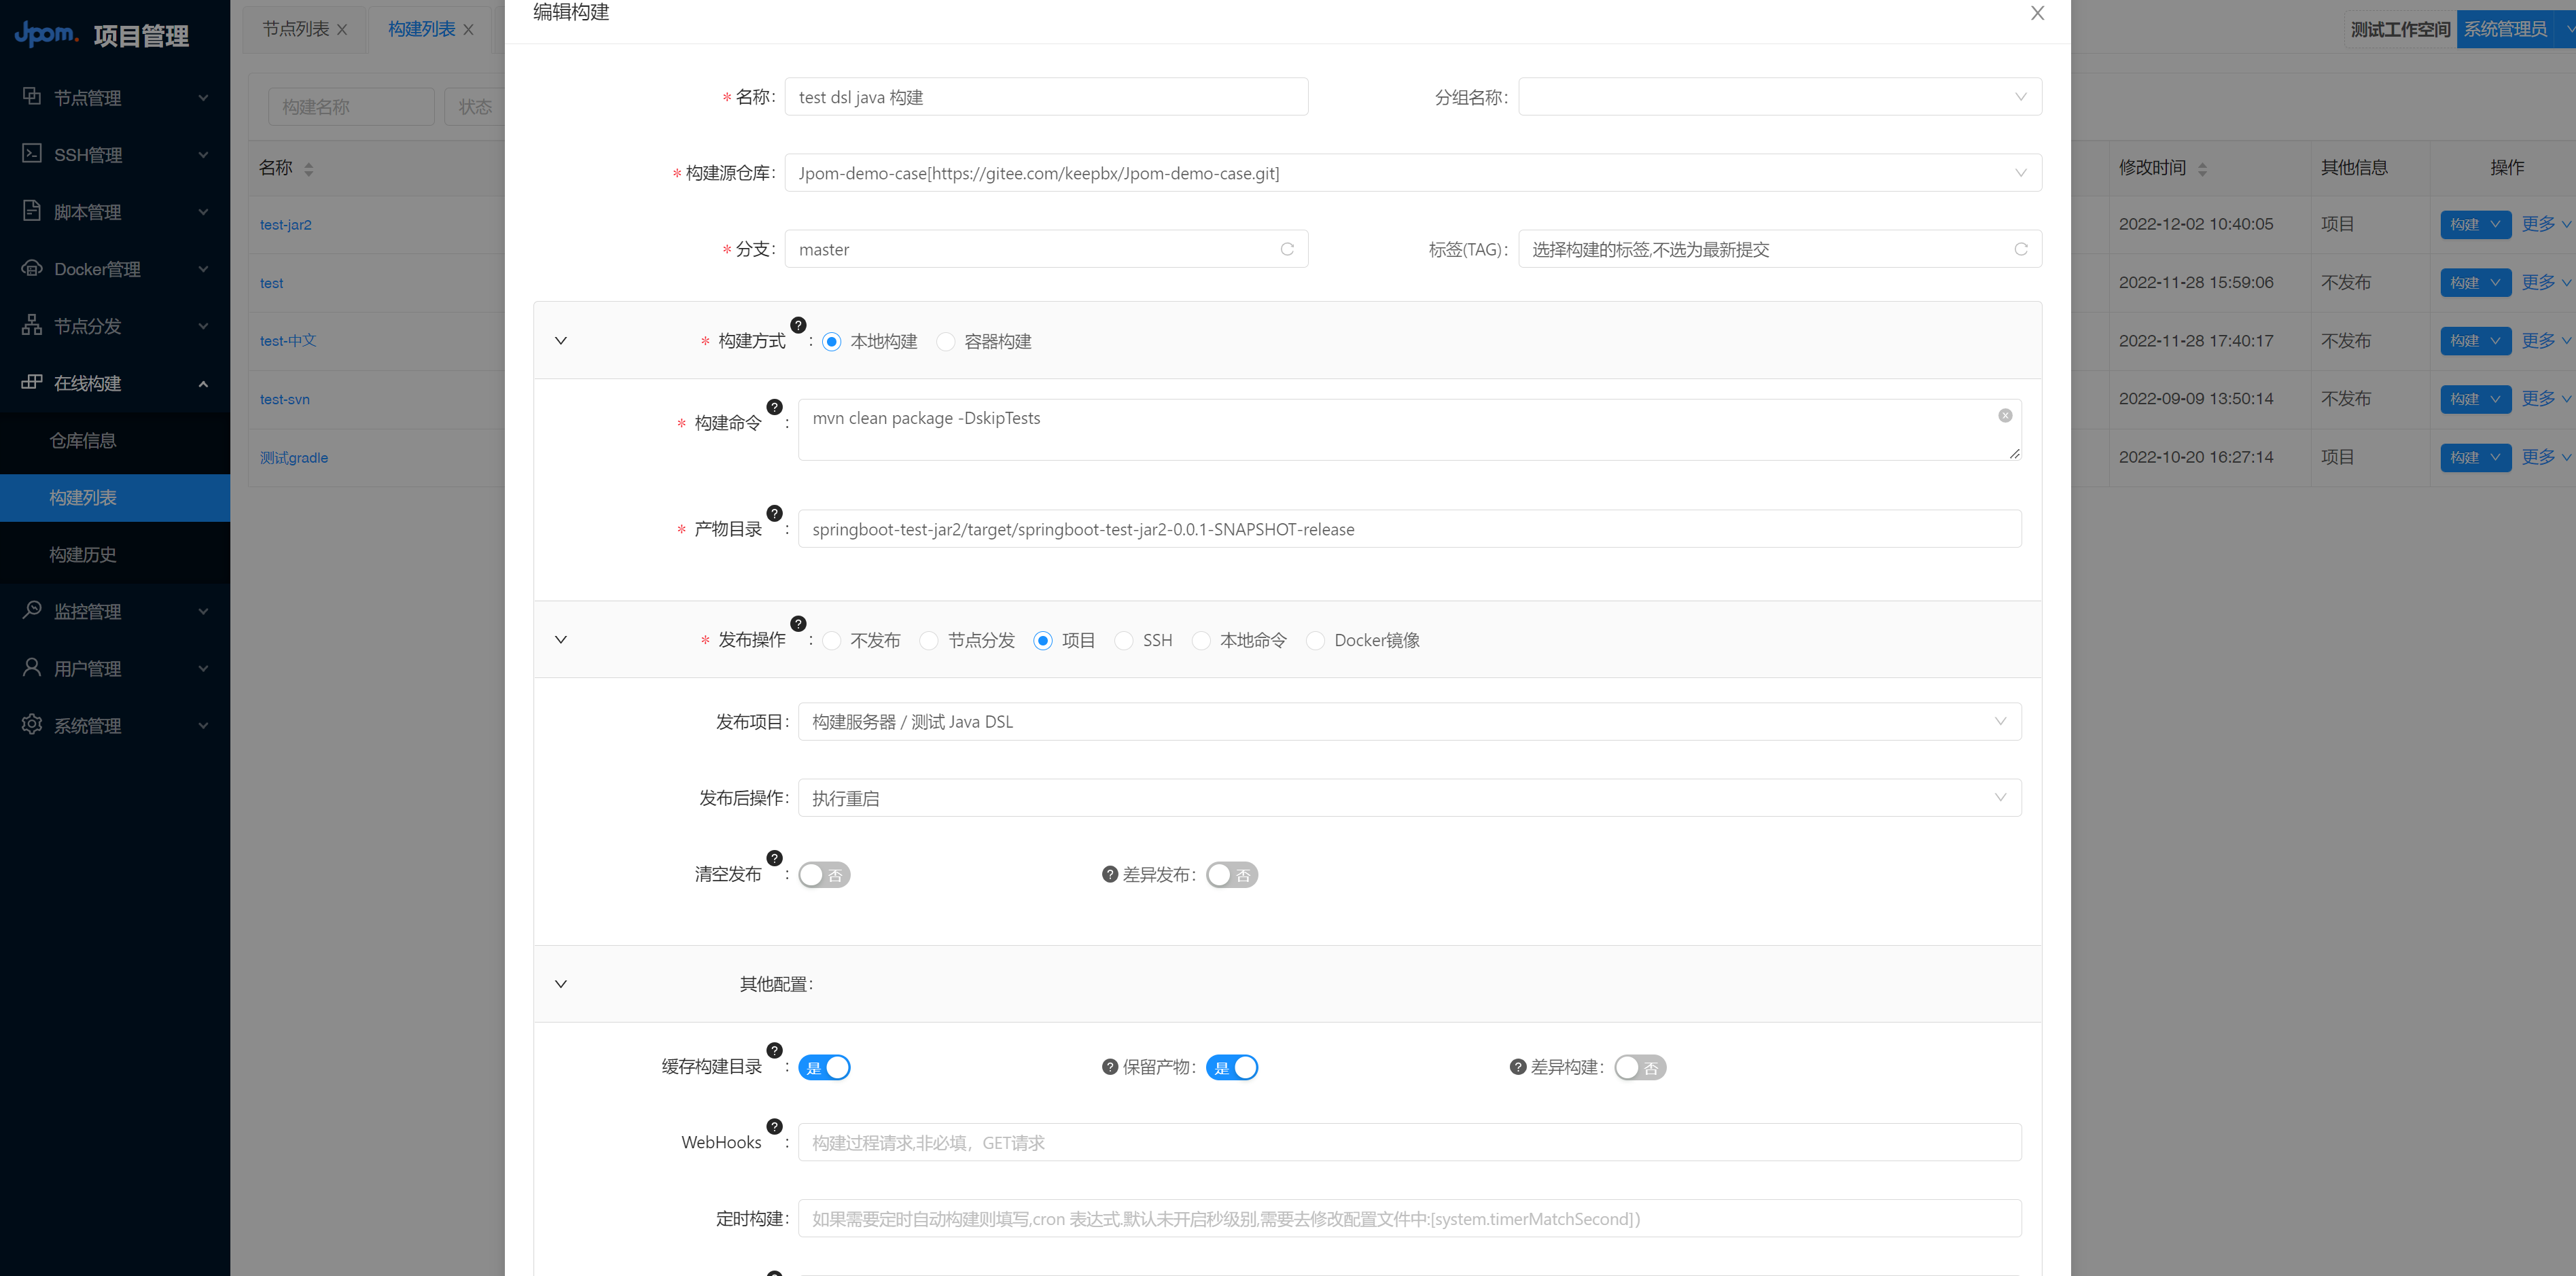 Jpom. 项目管理
节点管理
SSH管理
脚本管理
Docker管理
节点分发
在线构建
仓库信息
构建列表
构建历史
监控管理
用户管理
系统管理
节点列表
构建列表
构建名称
状态
名称
test-jar2
test
test-中文
test-svn
测试gradle
编辑构建
* 名称: test dsl java 构建
分组名称:
* 构建源仓库: Jpom-demo-case[https://gitee.com/keepbx/Jpom-demo-case.git]
* 分支: master
标签(TAG): 选择构建的标签,不选为最新提交
* 构建方式 : 本地构建 容器构建
* 构建命令 : mvn clean package -DskipTests
* 产物目录 : springboot-test-jar2/target/springboot-test-jar2-0.0.1-SNAPSHOT-release
* 发布操作 : 不发布 节点分发 项目 SSH 本地命令 Docker镜像
发布项目: 构建服务器 / 测试 Java DSL
发布后操作: 执行重启
清空发布 : 否
差异发布: 否
其他配置:
缓存构建目录 : 是
保留产物: 是
差异构建: 否
WebHooks : 构建过程请求,非必填，GET请求
定时构建: 如果需要定时自动构建则填写,cron 表达式.默认未开启秒级别,需要去修改配置文件中:[system.timerMatchSecond])
测试工作空间 系统管理员
修改时间 其他信息 操作
2022-12-02 10:40:05 项目 构建 更多
2022-11-28 15:59:06 不发布 构建 更多
2022-11-28 17:40:17 不发布 构建 更多
2022-09-09 13:50:14 不发布 构建 更多
2022-10-20 16:27:14 项目 构建 更多